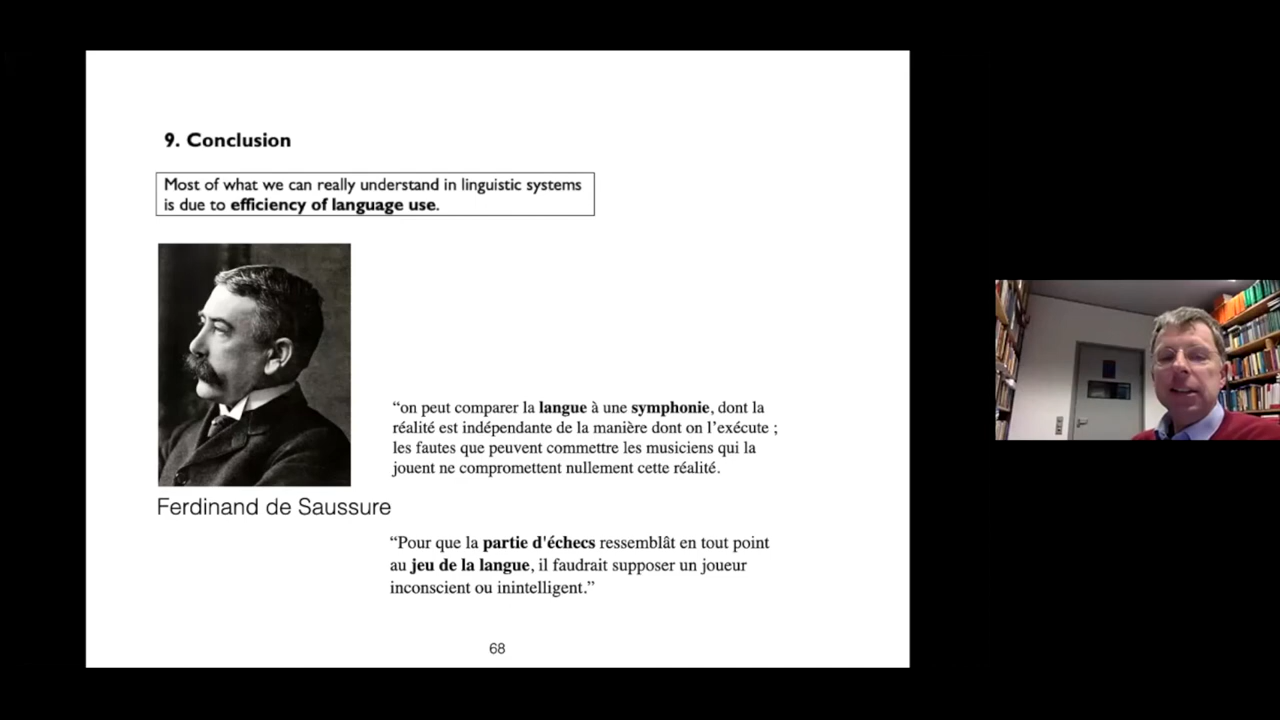 9. Conclusion
Most of what we can really understand in linguistic systems
is due to efficiency of language use.
“on peut comparer la langue à une symphonie, dont la
réalité est indépendante de la manière dont on l’exécute ;
les fautes que peuvent commettre les musiciens qui la
jouent ne compromettent nullement cette réalité.
Ferdinand de Saussure
“Pour que la partie d'échecs ressemblât en tout point
au jeu de la langue, il faudrait supposer un joueur
inconscient ou inintelligent.”
68